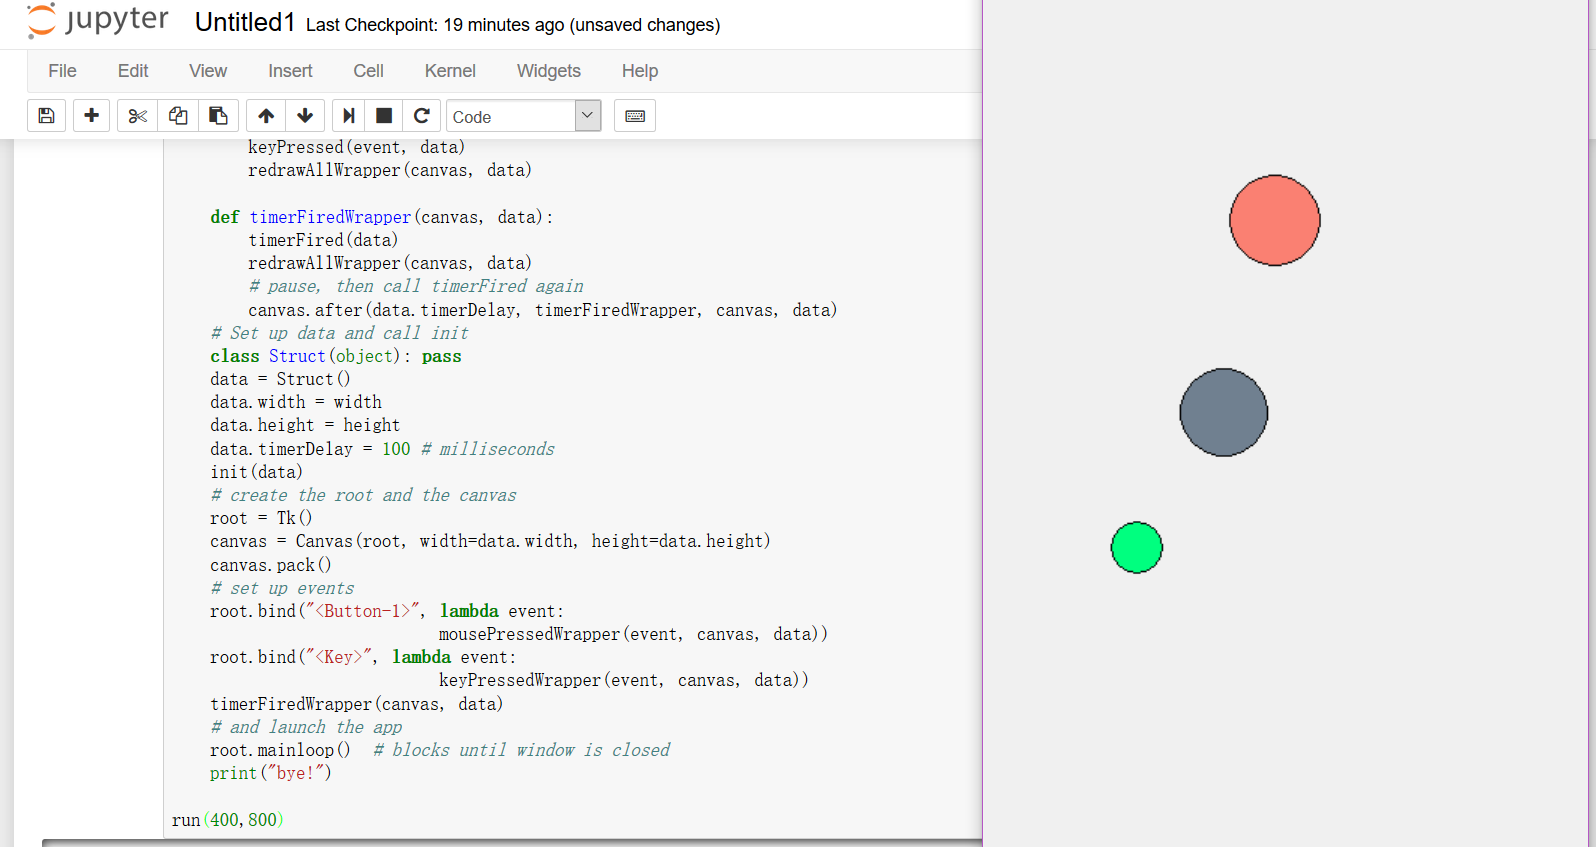 jupyter Untitled1 Last Checkpoint: 19 minutes ago (unsaved changes)
File Edit View Insert Cell Kernel Widgets Help
Code
keyPressed(event, data)
redrawAllWrapper(canvas, data)
def timerFiredWrapper(canvas, data):
timerFired(data)
redrawAllWrapper(canvas, data)
# pause, then call timerFired again
canvas.after(data.timerDelay, timerFiredWrapper, canvas, data)
# Set up data and call init
class Struct(object): pass
data = Struct()
data.width = width
data.height = height
data.timerDelay = 100 # milliseconds
init(data)
# create the root and the canvas
root = Tk()
canvas = Canvas(root, width=data.width, height=data.height)
canvas.pack()
# set up events
root.bind("<Button-1>", lambda event:
mousePressedWrapper(event, canvas, data))
root.bind("<Key>", lambda event:
keyPressedWrapper(event, canvas, data))
timerFiredWrapper(canvas, data)
# and launch the app
root.mainloop() # blocks until window is closed
print("bye!")
run(400,800)